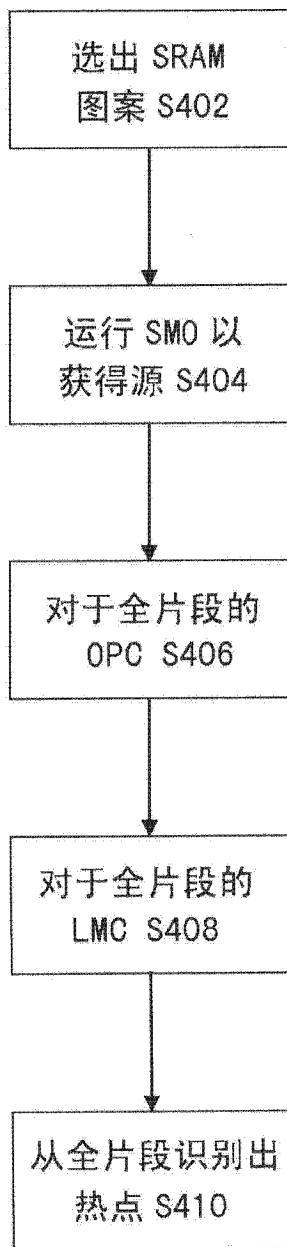 选出 SRAM
图案 S402
运行 SMO 以
获得源 S404
对于全片段的
OPC S406
对于全片段的
LMC S408
从全片段识别出
热点 S410